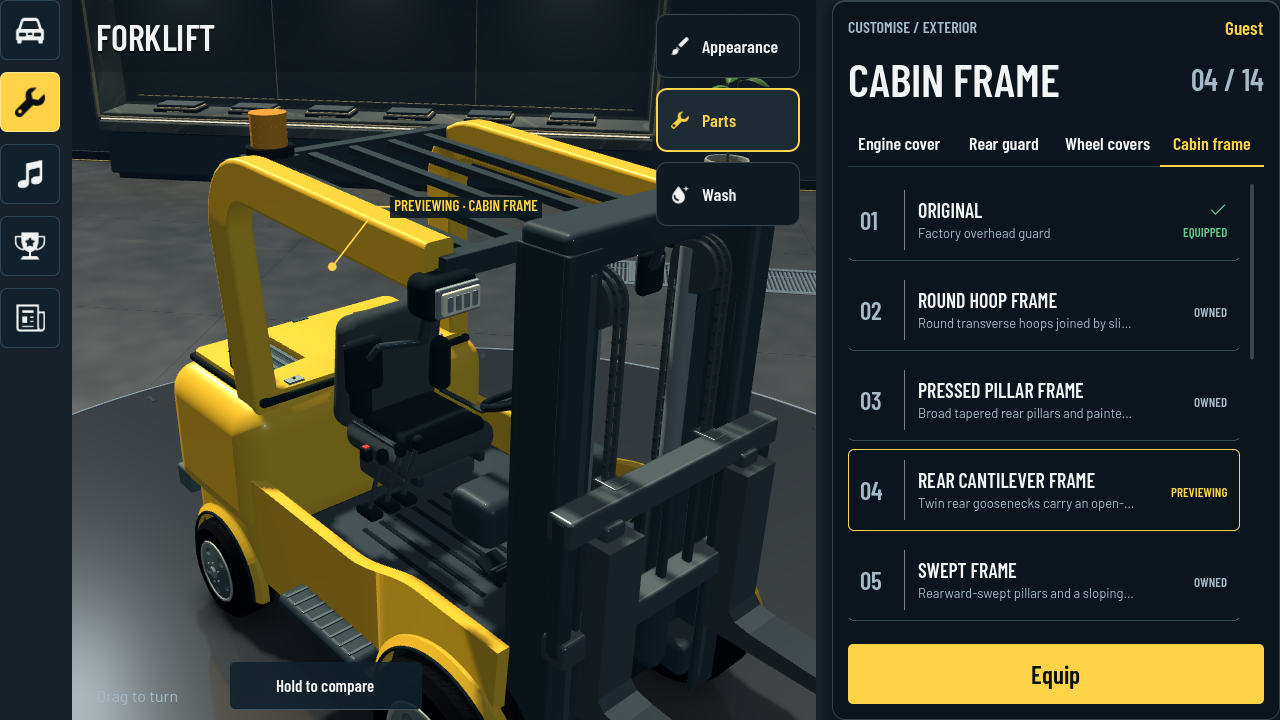 FORKLIFT
Appearance
Parts
Wash
PREVIEWING · CABIN FRAME
Drag to turn
Hold to compare
CUSTOMISE / EXTERIOR
Guest
CABIN FRAME
04 / 14
Engine cover
Rear guard
Wheel covers
Cabin frame
01
ORIGINAL
Factory overhead guard
EQUIPPED
02
ROUND HOOP FRAME
Round transverse hoops joined by sli...
OWNED
03
PRESSED PILLAR FRAME
Broad tapered rear pillars and painte...
OWNED
04
REAR CANTILEVER FRAME
Twin rear goosenecks carry an open-...
PREVIEWING
05
SWEPT FRAME
Rearward-swept pillars and a sloping...
OWNED
Equip